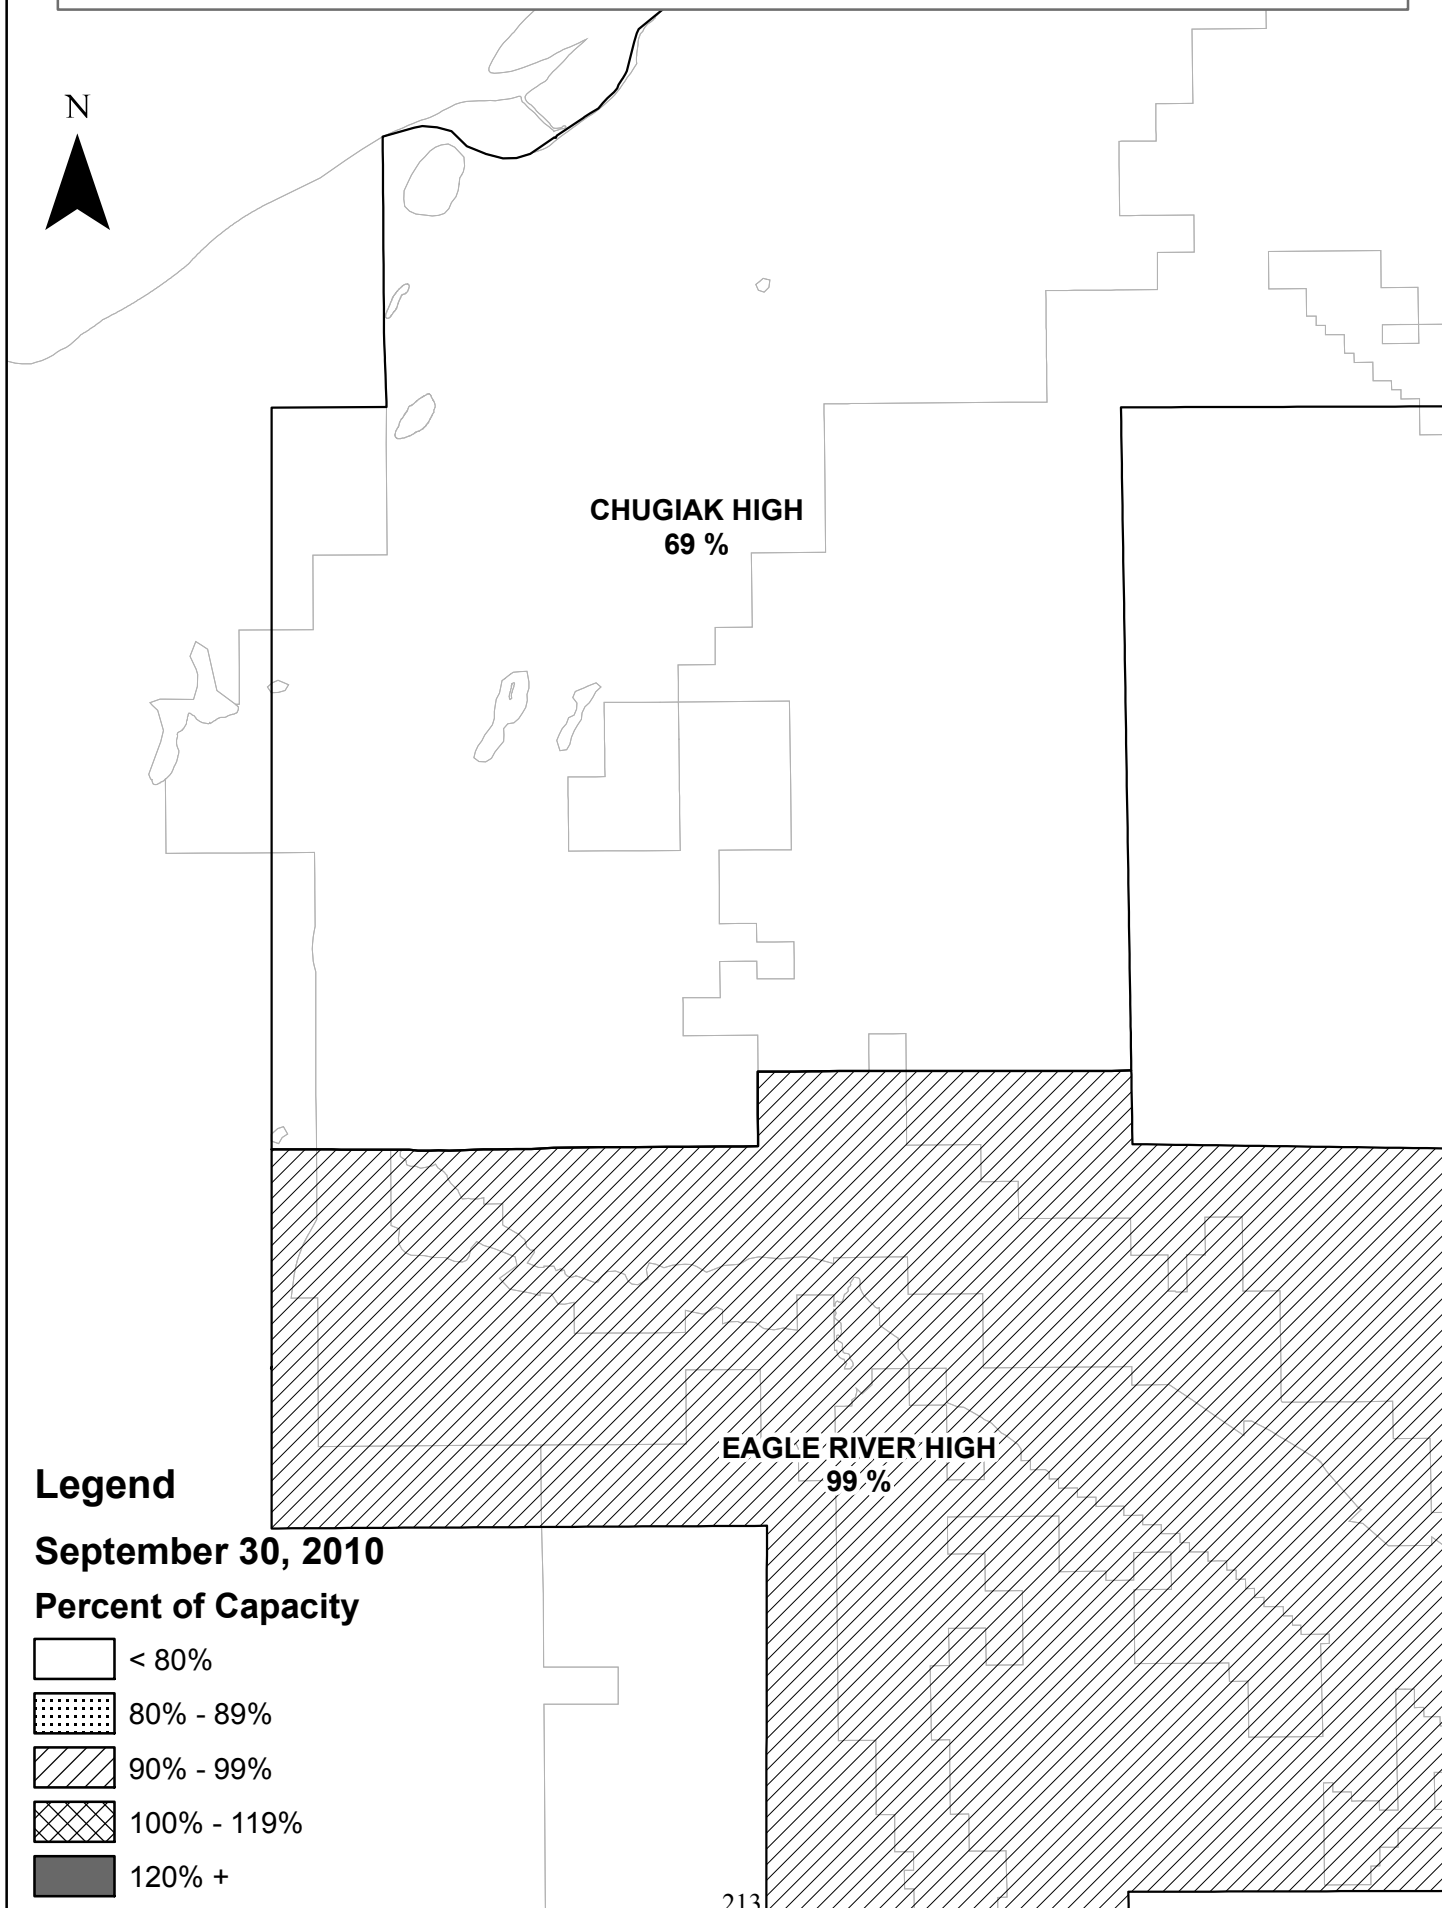 N
CHUGIAK HIGH
69 %
EAGLE RIVER HIGH
99 %
Legend
September 30, 2010
Percent of Capacity
< 80%
80% - 89%
90% - 99%
100% - 119%
120% +
213